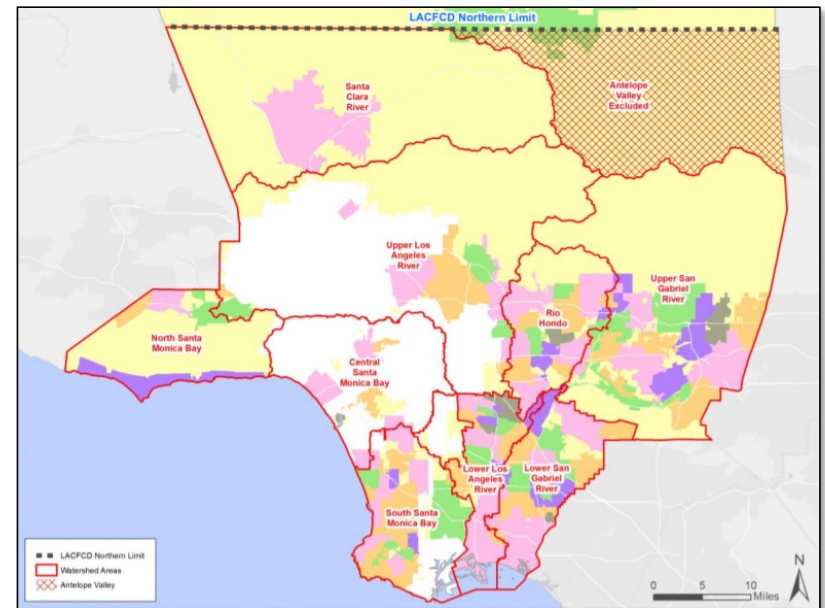 LACFCD Northern Limit
Santa
Clara
River
Antelope
Valley
Excluded
Upper Los
Angeles
River
Upper San
Gabriel
River
Rio
Hondo
North Santa
Monica Bay
Central
Santa
Monica Bay
Lower Los
Angeles
River
Lower San
Gabriel
River
South Santa
Monica Bay
LACFCD Northern Limit
Watershed Areas
Antelope Valley
N
0 5 10
Miles